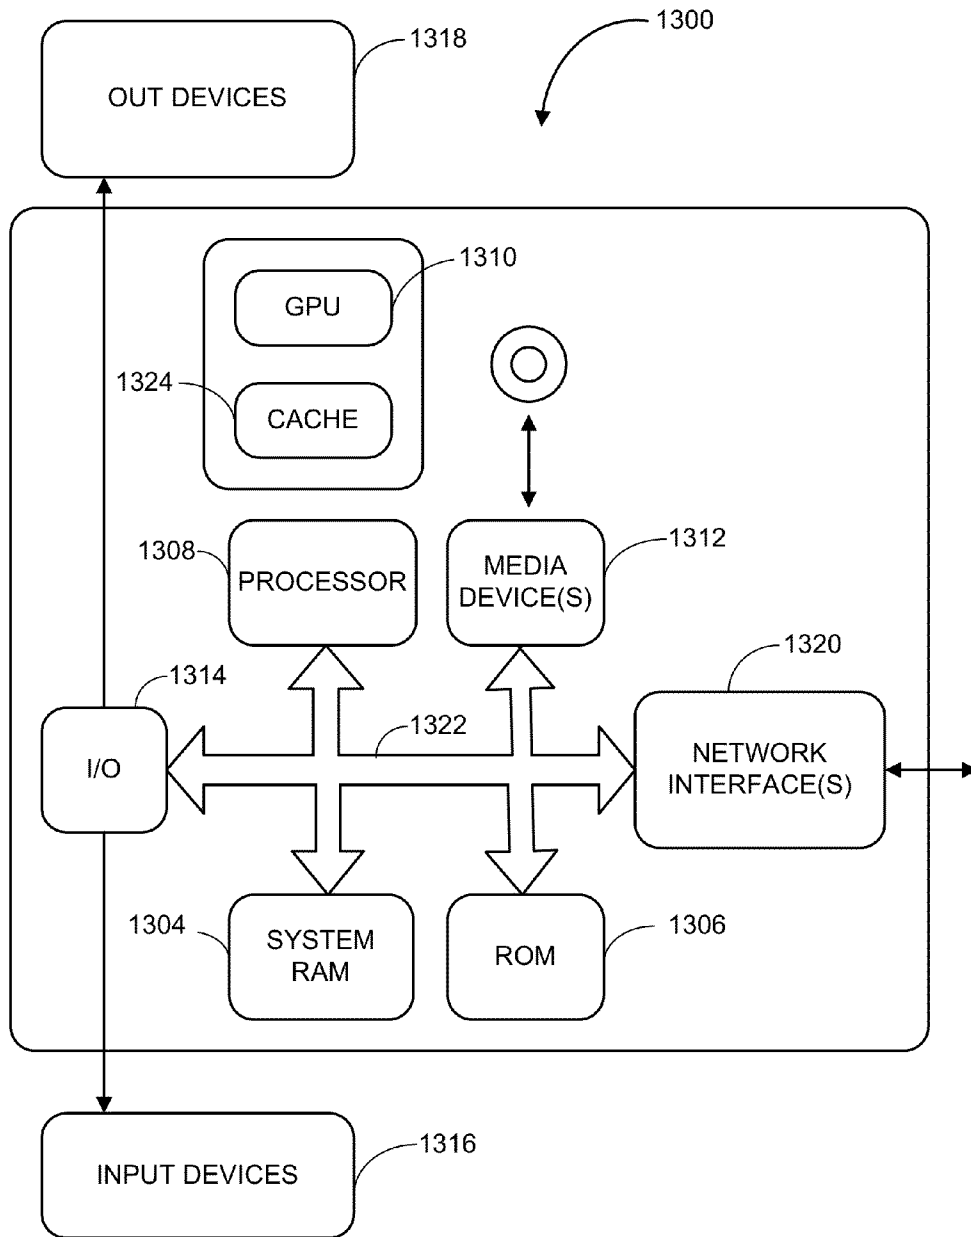 1300
1318
OUT DEVICES
1310
GPU
1324
CACHE
1308
PROCESSOR
1312
MEDIA
DEVICE(S)
1314
I/O
1322
1320
NETWORK
INTERFACE(S)
1304
SYSTEM
RAM
1306
ROM
1316
INPUT DEVICES